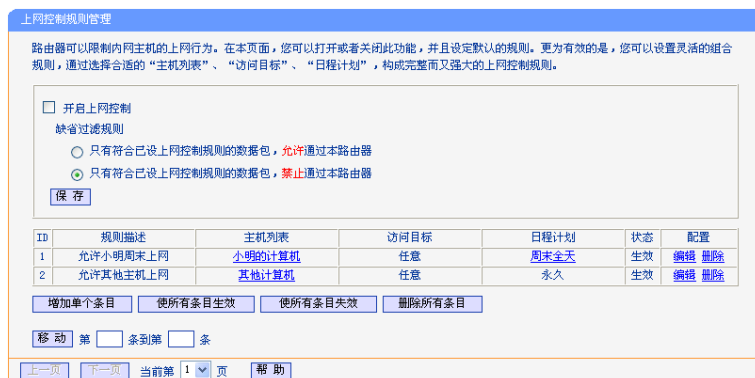 上网控制规则管理
路由器可以限制内网主机的上网行为。在本页面，您可以打开或者关闭此功能，并且设定默认的规则。更为有效的是，您可以设置灵活的组合
规则，通过选择合适的“主机列表”、“访问目标”、“日程计划”，构成完整而又强大的上网控制规则。
开启上网控制
缺省过滤规则
只有符合已设上网控制规则的数据包，允许通过本路由器
只有符合已设上网控制规则的数据包，禁止通过本路由器
保 存
ID 规则描述 主机列表 访问目标 日程计划 状态 配置
1 允许小明周末上网 小明的计算机 任意 周末全天 生效 编辑 删除
2 允许其他主机上网 其他计算机 任意 永久 生效 编辑 删除
增加单个条目 使所有条目生效 使所有条目失效 删除所有条目
移 动 第 条到第 条
上一页 下一页 当前第 1 页 帮 助